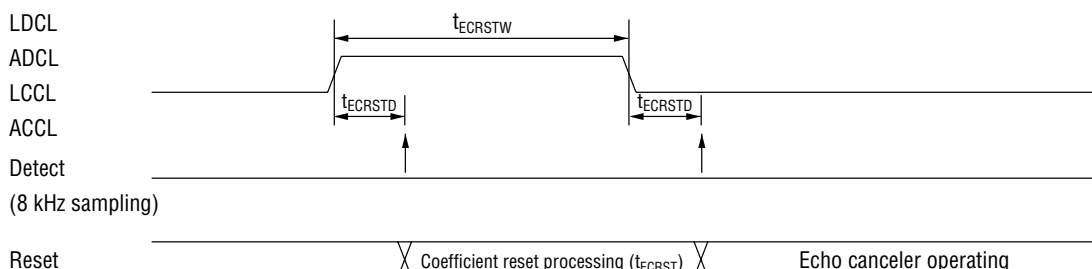 LDCL
tECRSTW
ADCL
LCCL
tECRSTD
tECRSTD
ACCL
Detect
(8 kHz sampling)
Reset
Coefficient reset processing (tECRST)
Echo canceler operating